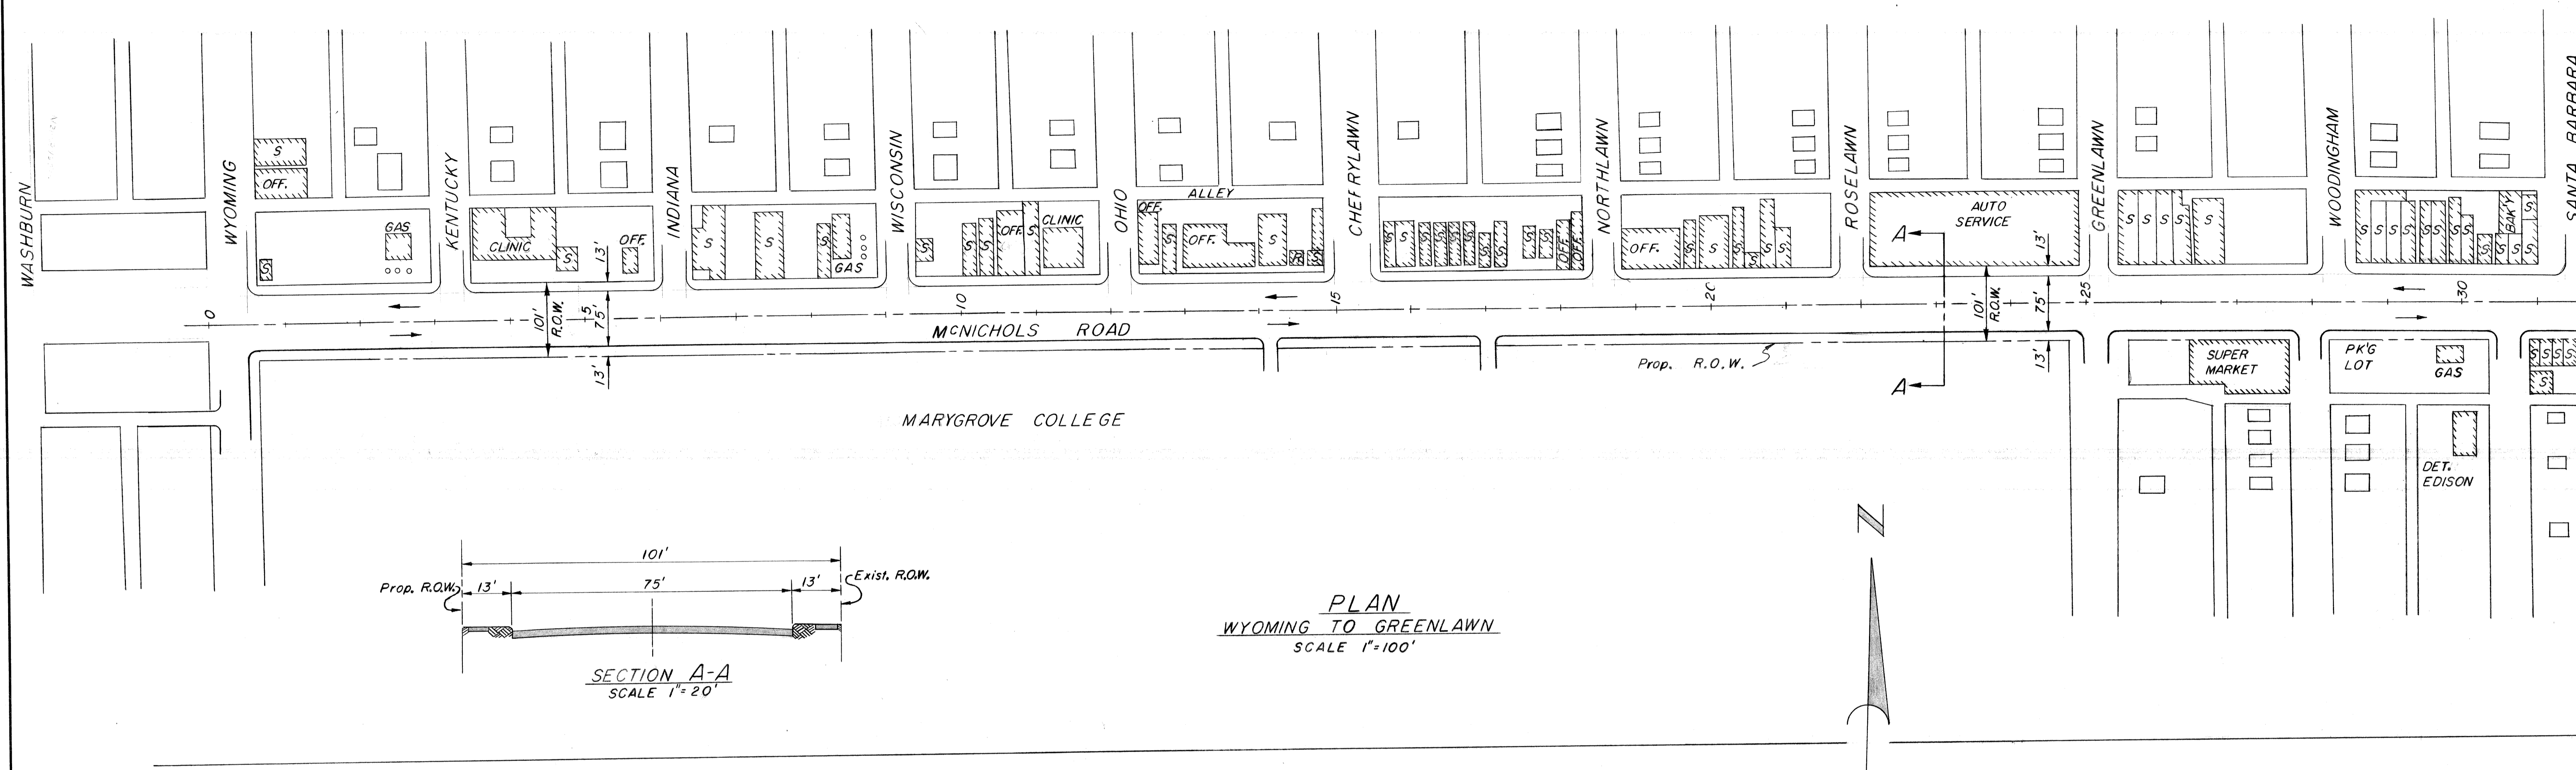 WASHBURN
WYOMING
KENTUCKY
INDIANA
WISCONSIN
OHIO
CHERRYLAWN
NORTHLAWN
ROSELAWN
GREENLAWN
WOODINGHAM
SANTA BARBARA
S
OFF.
S
GAS
CLINIC
S
OFF.
S
S
S
GAS
S
S
S
OFF.
S
CLINIC
ALLEY
OFF.
S
OFF.
S
S
S
S
S
S
S
S
S
S
S
S
S
S
OFF.
OFF.
OFF.
S
S
S
S
S
S
AUTO
SERVICE
S
S
S
S
S
S
S
S
S
S
S
S
S
S
BAK'Y
S
S
S
A
A
13'
101'
R.O.W.
75'
13'
13'
101'
R.O.W.
75'
13'
0
5
10
15
20
25
30
McNICHOLS ROAD
Prop. R.O.W.
MARYGROVE COLLEGE
SUPER
MARKET
PK'G
LOT
GAS
S
S
S
S
S
DET.
EDISON
N
101'
Prop. R.O.W.
13'
75'
13'
Exist. R.O.W.
SECTION A-A
SCALE 1"=20'
PLAN
WYOMING TO GREENLAWN
SCALE 1"=100'